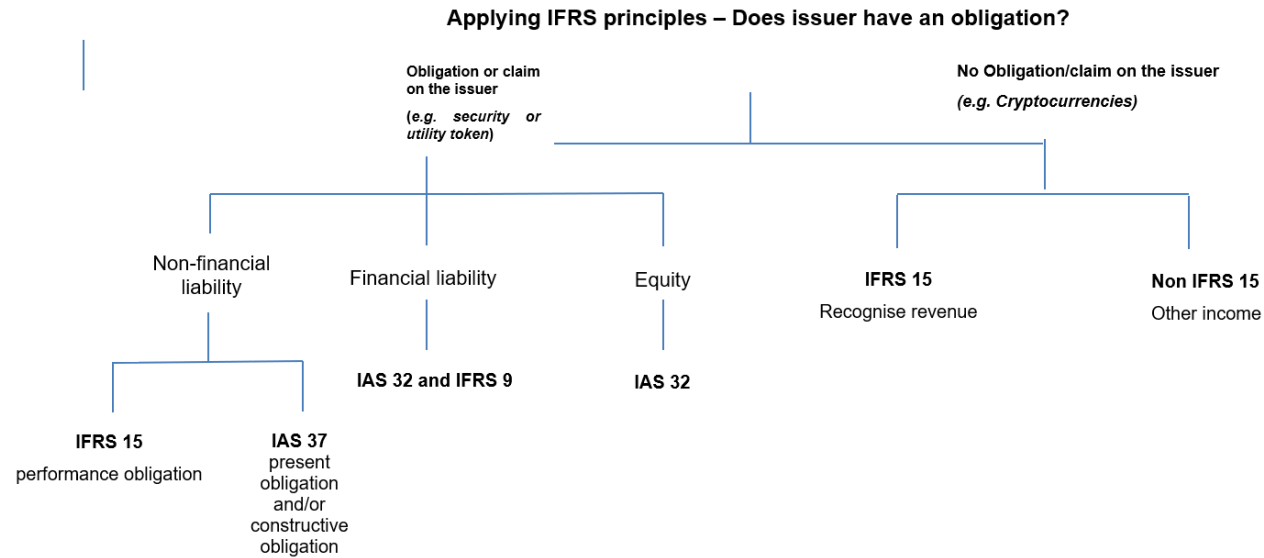 Applying IFRS principles – Does issuer have an obligation?
Obligation or claim
on the issuer
(e.g. security or
utility token)
No Obligation/claim on the issuer
(e.g. Cryptocurrencies)
Non-financial
liability
Financial liability
Equity
IFRS 15
Recognise revenue
Non IFRS 15
Other income
IAS 32 and IFRS 9
IAS 32
IFRS 15
performance obligation
IAS 37
present
obligation
and/or
constructive
obligation